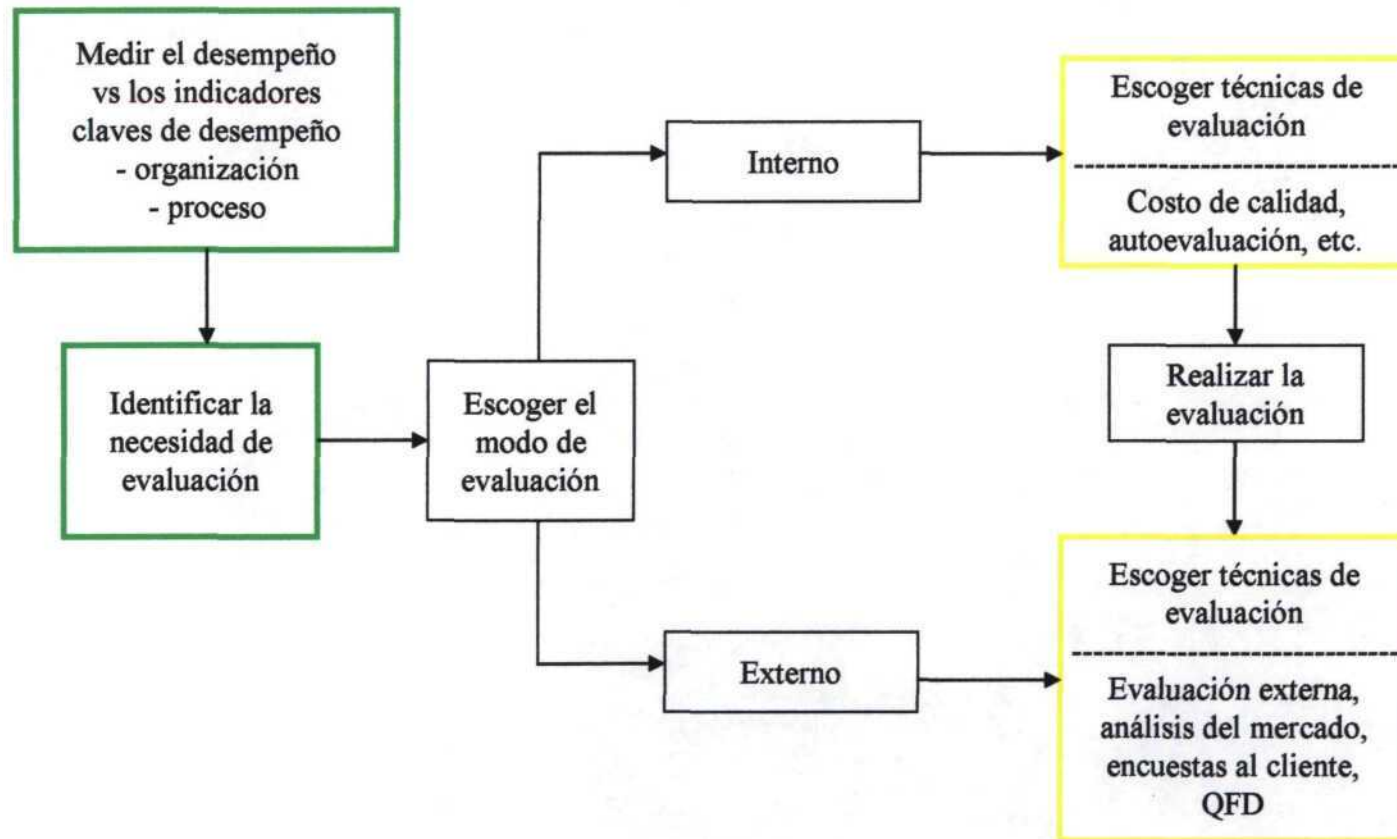 Medir el desempeño
vs los indicadores
claves de desempeño
- organización
- proceso
Identificar la
necesidad de
evaluación
Escoger el
modo de
evaluación
Interno
Externo
Escoger técnicas de
evaluación
Costo de calidad,
autoevaluación, etc.
Realizar la
evaluación
Escoger técnicas de
evaluación
Evaluación externa,
análisis del mercado,
encuestas al cliente,
QFD